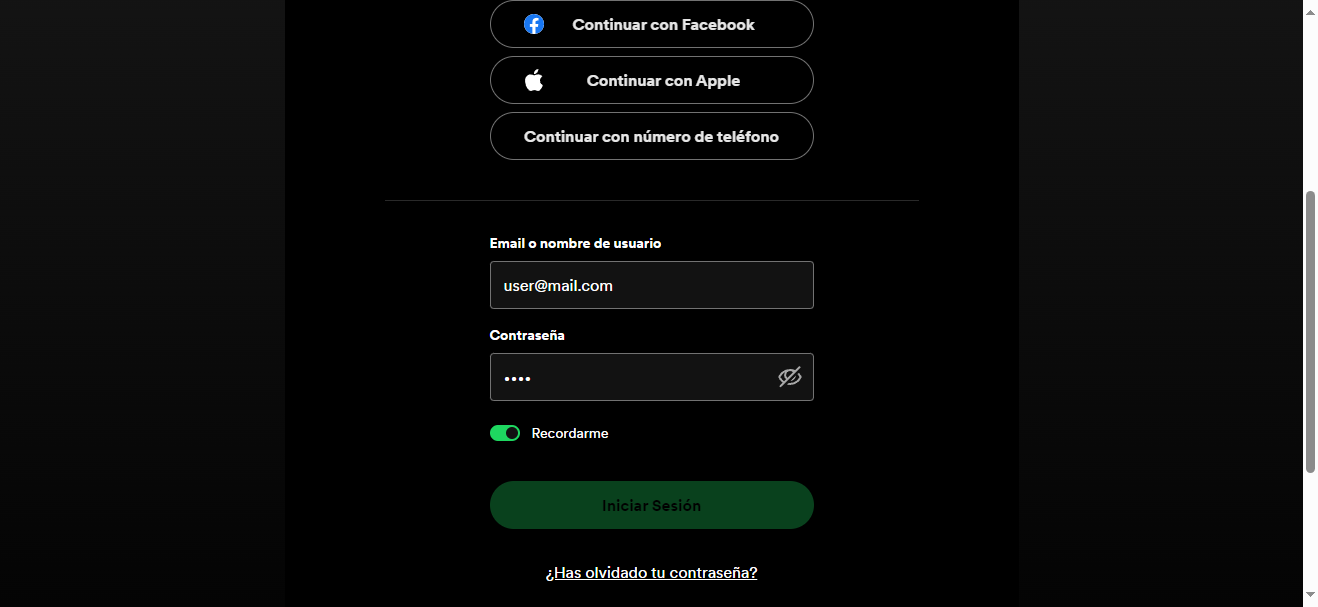 Continuar con Facebook
Continuar con Apple
Continuar con número de teléfono
Email o nombre de usuario
user@mail.com
Contraseña
••••
Recordarme
Iniciar Sesión
¿Has olvidado tu contraseña?